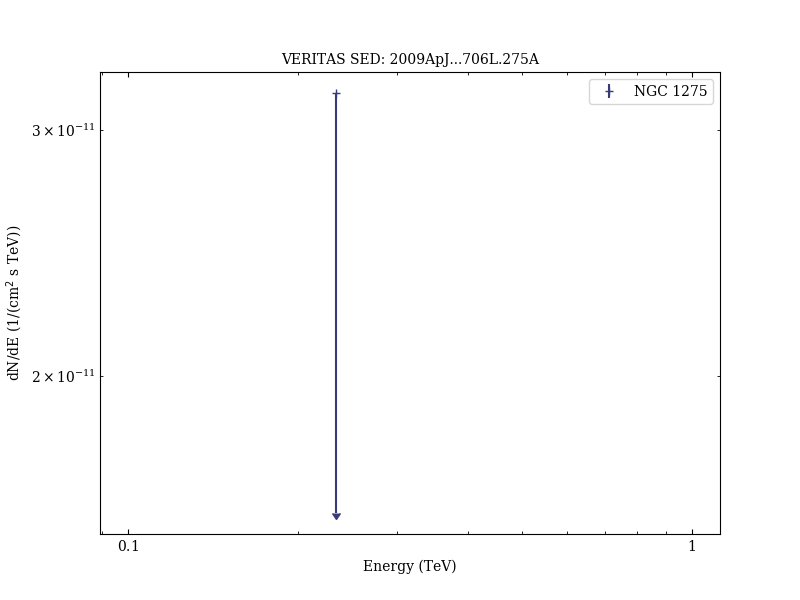 VERITAS SED: 2009ApJ...706L.275A
NGC 1275
3 × 10⁻¹¹
2 × 10⁻¹¹
dN/dE (1/(cm² s TeV))
0.1
1
Energy (TeV)